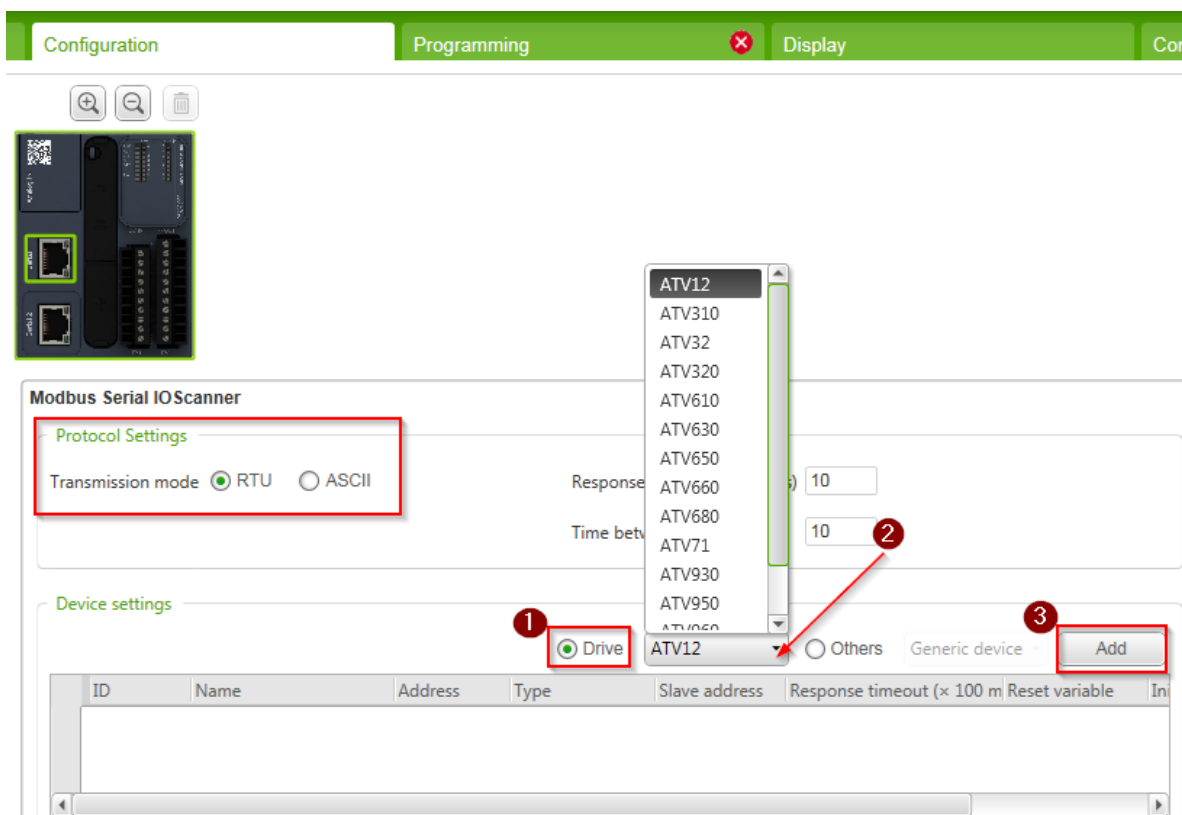 Configuration
Programming
Display
Modbus Serial IOScanner
Protocol Settings
Transmission mode
RTU
ASCII
Response
10
Time betw
10
ATV12
ATV310
ATV32
ATV320
ATV610
ATV630
ATV650
ATV660
ATV680
ATV71
ATV930
ATV950
ATV960
2
Device settings
1
3
Drive
ATV12
Others
Generic device
Add
ID Name Address Type Slave address Response timeout (× 100 m Reset variable